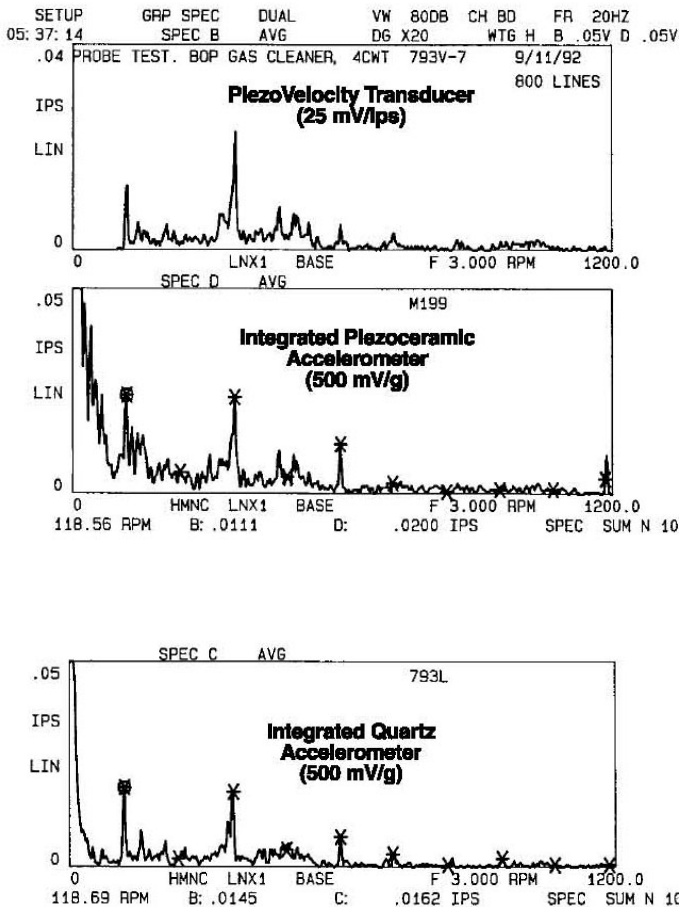 SETUP GRP SPEC DUAL VW 80DB CH BD FR 20HZ
05:37:14 SPEC B AVG DG X20 WTG H B .05V D .05V
.04 PROBE TEST. BOP GAS CLEANER, 4CWT 793V-7 9/11/92
800 LINES
PiezoVelocity Transducer
IPS
(25 mV/ips)
LIN
0
0 LNX1 BASE F 3.000 RPM 1200.0
SPEC D AVG
.05 M199
IPS
Integrated Piezoceramic
Accelerometer
(500 mV/g)
LIN
0
0 HMNC LNX1 BASE F 3.000 RPM 1200.0
118.56 RPM B: .0111 D: .0200 IPS SPEC SUM N 10
SPEC C AVG
.05 793L
IPS
Integrated Quartz
Accelerometer
LIN
(500 mV/g)
0
0 HMNC LNX1 BASE F 3.000 RPM 1200.0
118.69 RPM B: .0145 C: .0162 IPS SPEC SUM N 10